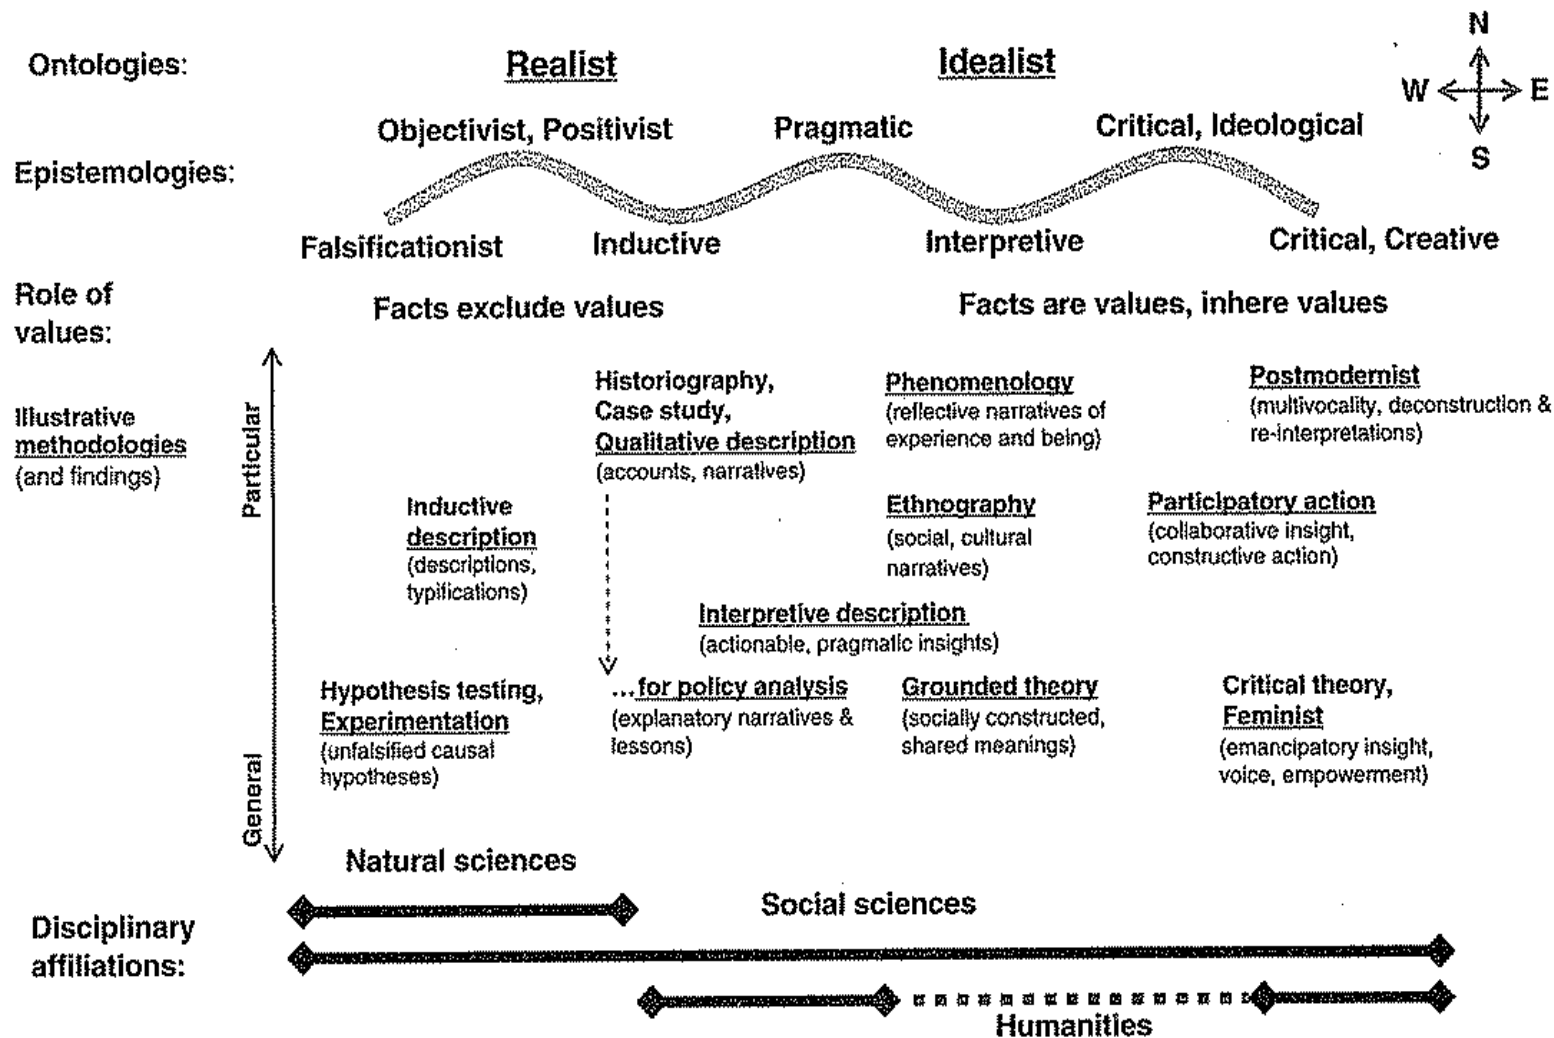 N
Ontologies: Realist Idealist
W E
Objectivist, Positivist Pragmatic Critical, Ideological
S
Epistemologies:
Falsificationist Inductive Interpretive Critical, Creative
Role of
values:
Facts exclude values Facts are values, inhere values
Illustrative
methodologies
(and findings)
Particular
General
Historiography,
Case study,
Qualitative description
(accounts, narratives)
Phenomenology
(reflective narratives of
experience and being)
Postmodernist
(multivocality, deconstruction &
re-interpretations)
Inductive
description
(descriptions,
typifications)
Ethnography
(social, cultural
narratives)
Participatory action
(collaborative insight,
constructive action)
Interpretive description
(actionable, pragmatic insights)
Hypothesis testing,
Experimentation
(unfalsified causal
hypotheses)
...for policy analysis
(explanatory narratives &
lessons)
Grounded theory
(socially constructed,
shared meanings)
Critical theory,
Feminist
(emancipatory insight,
voice, empowerment)
Natural sciences
Social sciences
Disciplinary
affiliations:
Humanities